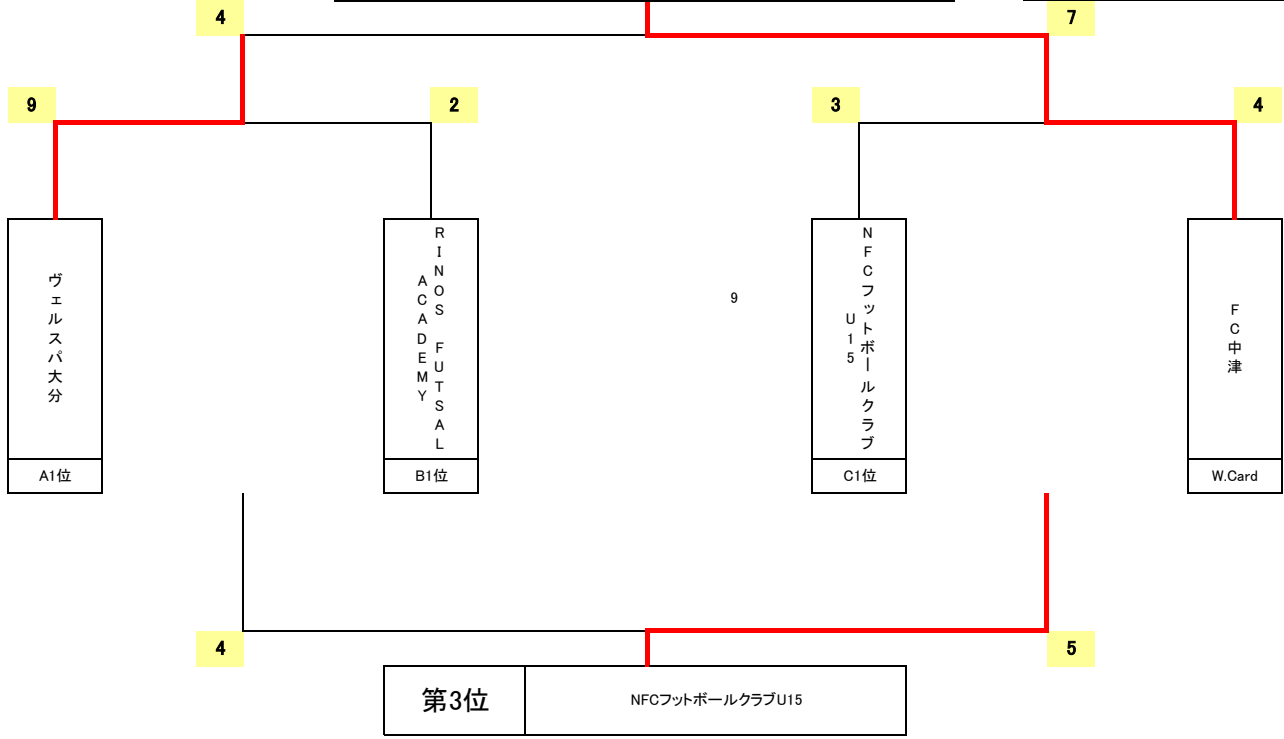 4
7
9
2
3
4
ヴェルスパ大分
RINOS FUTSAL
ACADEMY
9
NFCフットボールクラブ
U15
FC中津
A1位
B1位
C1位
W.Card
4
5
第3位
NFCフットボールクラブU15